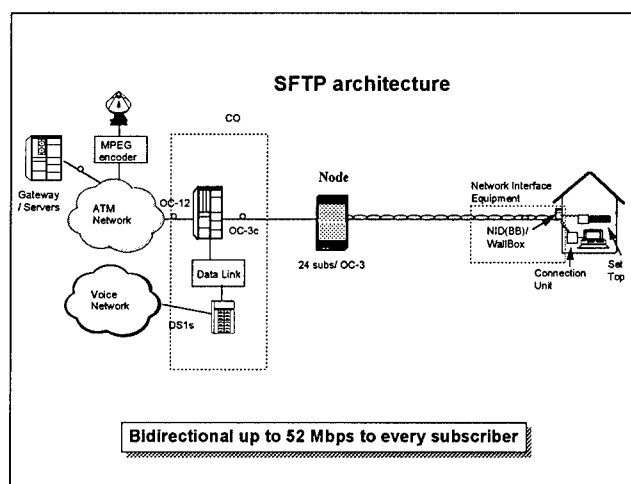 SFTP architecture
CO
MPEG
encoder
Gateway
/ Servers
ATM
Network
OC-12
OC-3c
Node
24 subs/ OC-3
Network Interface
Equipment
NID(BB)/
WallBox
Connection
Unit
Set
Top
Data Link
Voice
Network
DS1s
Bidirectional up to 52 Mbps to every subscriber